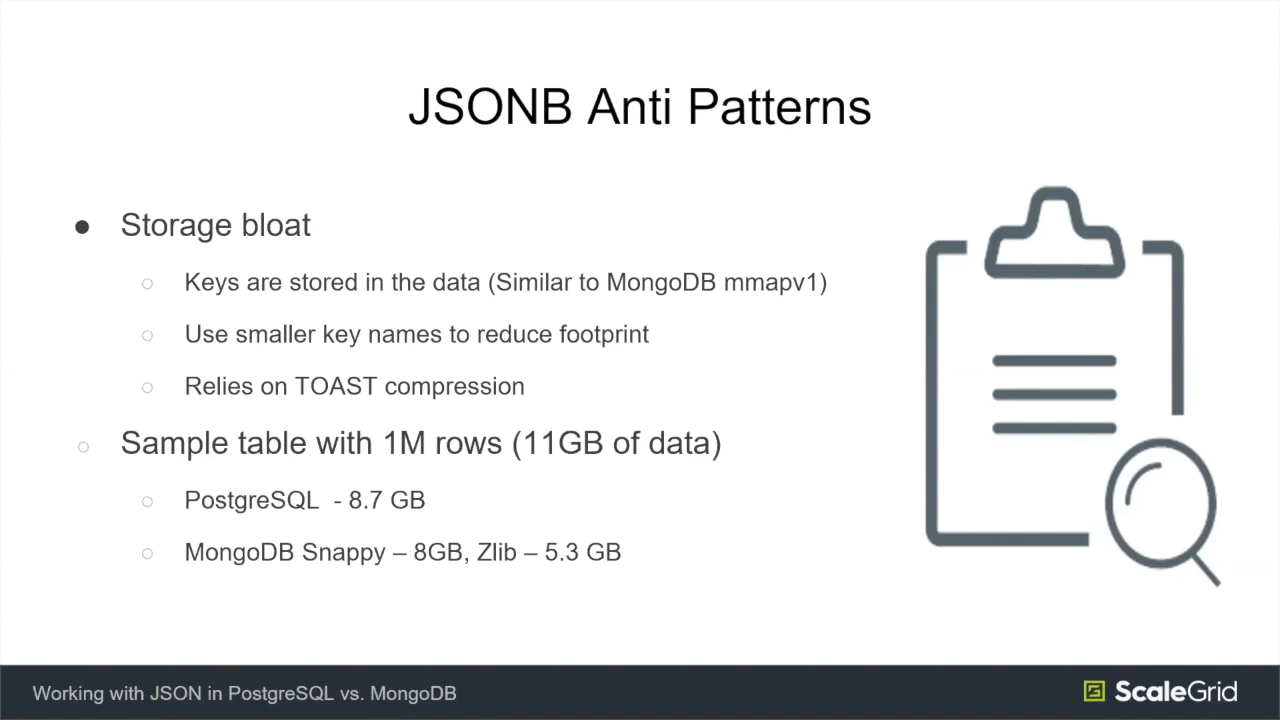 JSONB Anti Patterns
● Storage bloat
○ Keys are stored in the data (Similar to MongoDB mmapv1)
○ Use smaller key names to reduce footprint
○ Relies on TOAST compression
○ Sample table with 1M rows (11GB of data)
○ PostgreSQL - 8.7 GB
○ MongoDB Snappy – 8GB, Zlib – 5.3 GB
Working with JSON in PostgreSQL vs. MongoDB
ScaleGrid